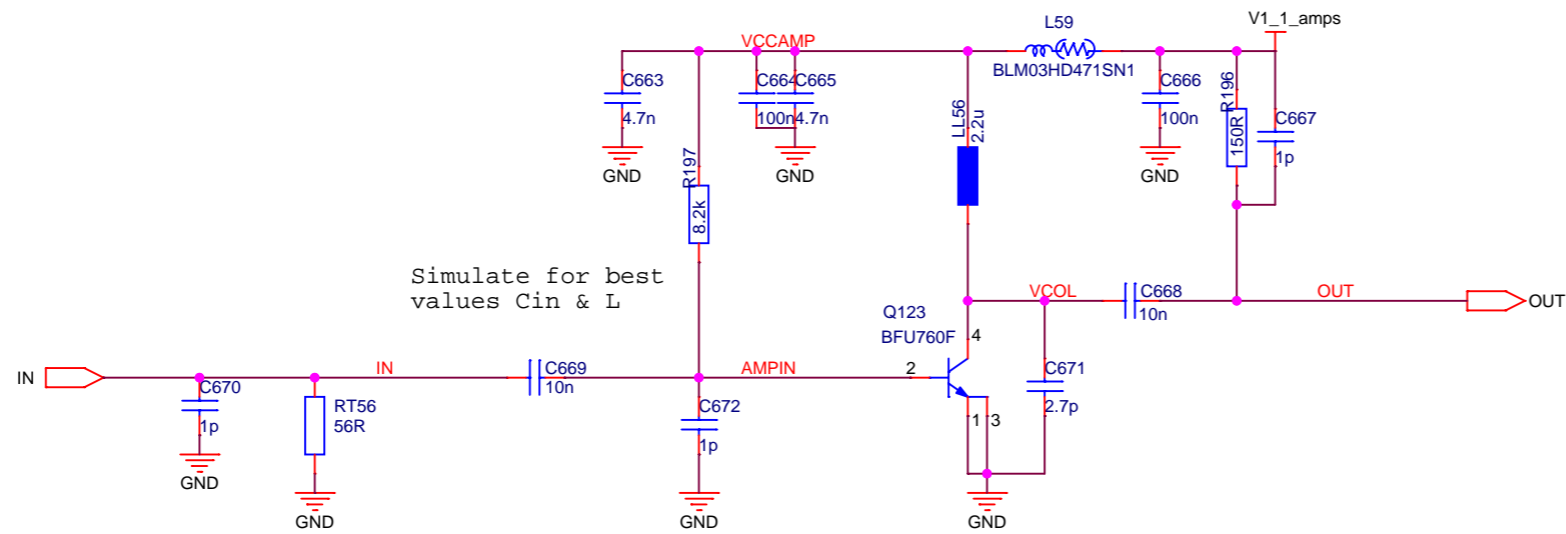 L59
V1_1_amps
VCCAMP
BLM03HD471SN1
C663
4.7n
GND
R197
8.2k
C664
100n
C665
4.7n
GND
LL56
2.2u
C666
100n
GND
R196
150R
C667
1p
Simulate for best
values Cin & L
VCOL
C668
10n
OUT
OUT
Q123
BFU760F
4
2
1
3
C671
2.7p
GND
IN
IN
C669
10n
AMPIN
C670
1p
GND
RT56
56R
GND
C672
1p
GND